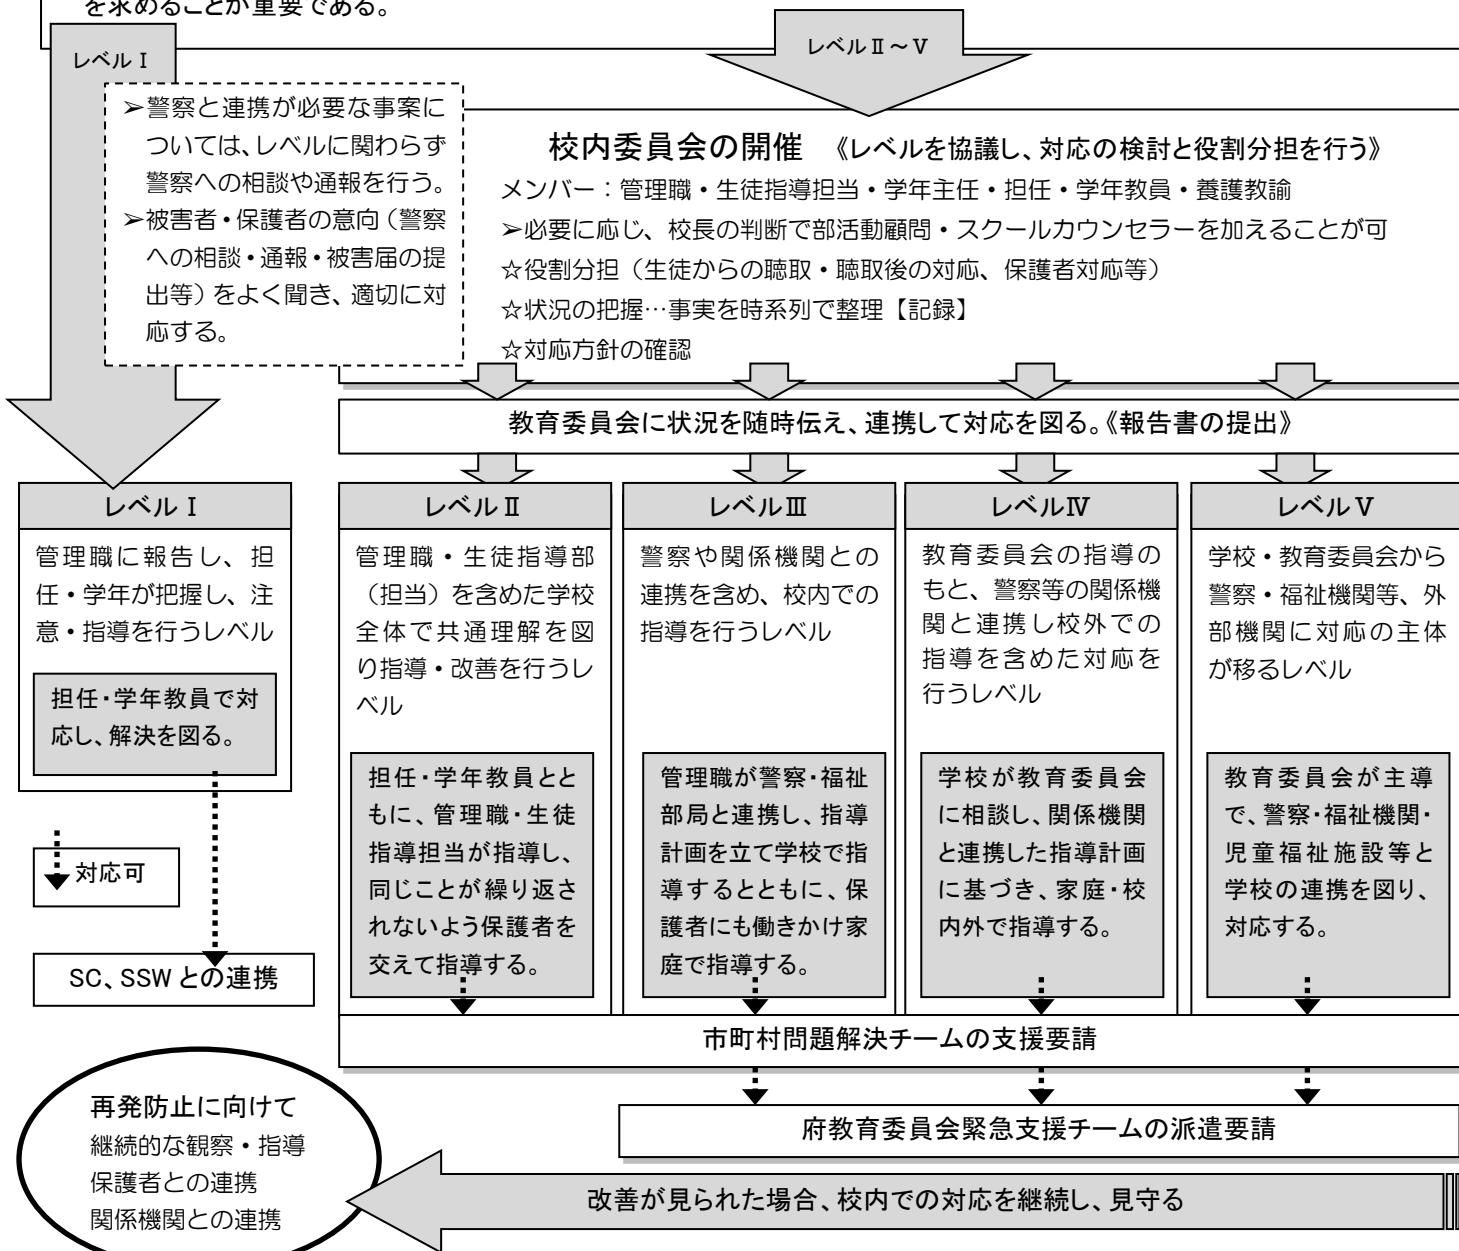 を求めることが重要である。
レベルⅠ
レベルⅡ～Ⅴ
➢警察と連携が必要な事案に
ついては、レベルに関わらず
警察への相談や通報を行う。
➢被害者・保護者の意向（警察
への相談・通報・被害届の提
出等）をよく聞き、適切に対
応する。
校内委員会の開催 《レベルを協議し、対応の検討と役割分担を行う》
メンバー：管理職・生徒指導担当・学年主任・担任・学年教員・養護教諭
➢必要に応じ、校長の判断で部活動顧問・スクールカウンセラーを加えることが可
☆役割分担（生徒からの聴取・聴取後の対応、保護者対応等）
☆状況の把握…事実を時系列で整理【記録】
☆対応方針の確認
教育委員会に状況を随時伝え、連携して対応を図る。《報告書の提出》
レベルⅠ
管理職に報告し、担
任・学年が把握し、注
意・指導を行うレベル
担任・学年教員で対
応し、解決を図る。
対応可
SC、SSWとの連携
レベルⅡ
管理職・生徒指導部
（担当）を含めた学校
全体で共通理解を図
り指導・改善を行うレ
ベル
担任・学年教員とと
もに、管理職・生徒
指導担当が指導し、
同じことが繰り返さ
れないよう保護者を
交えて指導する。
レベルⅢ
警察や関係機関との
連携を含め、校内での
指導を行うレベル
管理職が警察・福祉
部局と連携し、指導
計画を立て学校で指
導するとともに、保
護者にも働きかけ家
庭で指導する。
レベルⅣ
教育委員会の指導の
もと、警察等の関係機
関と連携し校外での
指導を含めた対応を
行うレベル
学校が教育委員会
に相談し、関係機関
と連携した指導計画
に基づき、家庭・校
内外で指導する。
レベルⅤ
学校・教育委員会から
警察・福祉機関等、外
部機関に対応の主体
が移るレベル
教育委員会が主導
で、警察・福祉機関・
児童福祉施設等と
学校の連携を図り、
対応する。
市町村問題解決チームの支援要請
府教育委員会緊急支援チームの派遣要請
改善が見られた場合、校内での対応を継続し、見守る
再発防止に向けて
継続的な観察・指導
保護者との連携
関係機関との連携